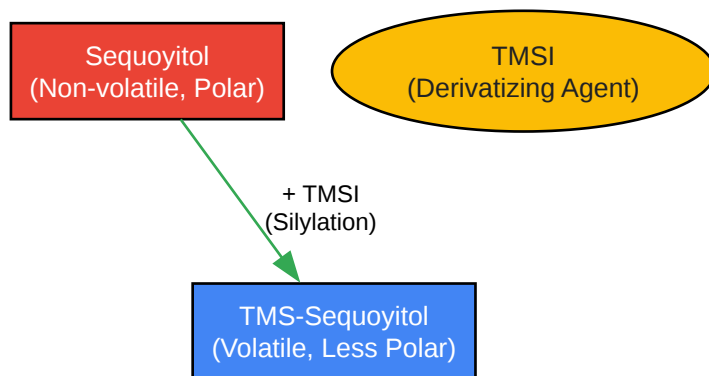 Sequoyitol
(Non-volatile, Polar)
TMSI
(Derivatizing Agent)
+ TMSI
(Silylation)
TMS-Sequoyitol
(Volatile, Less Polar)